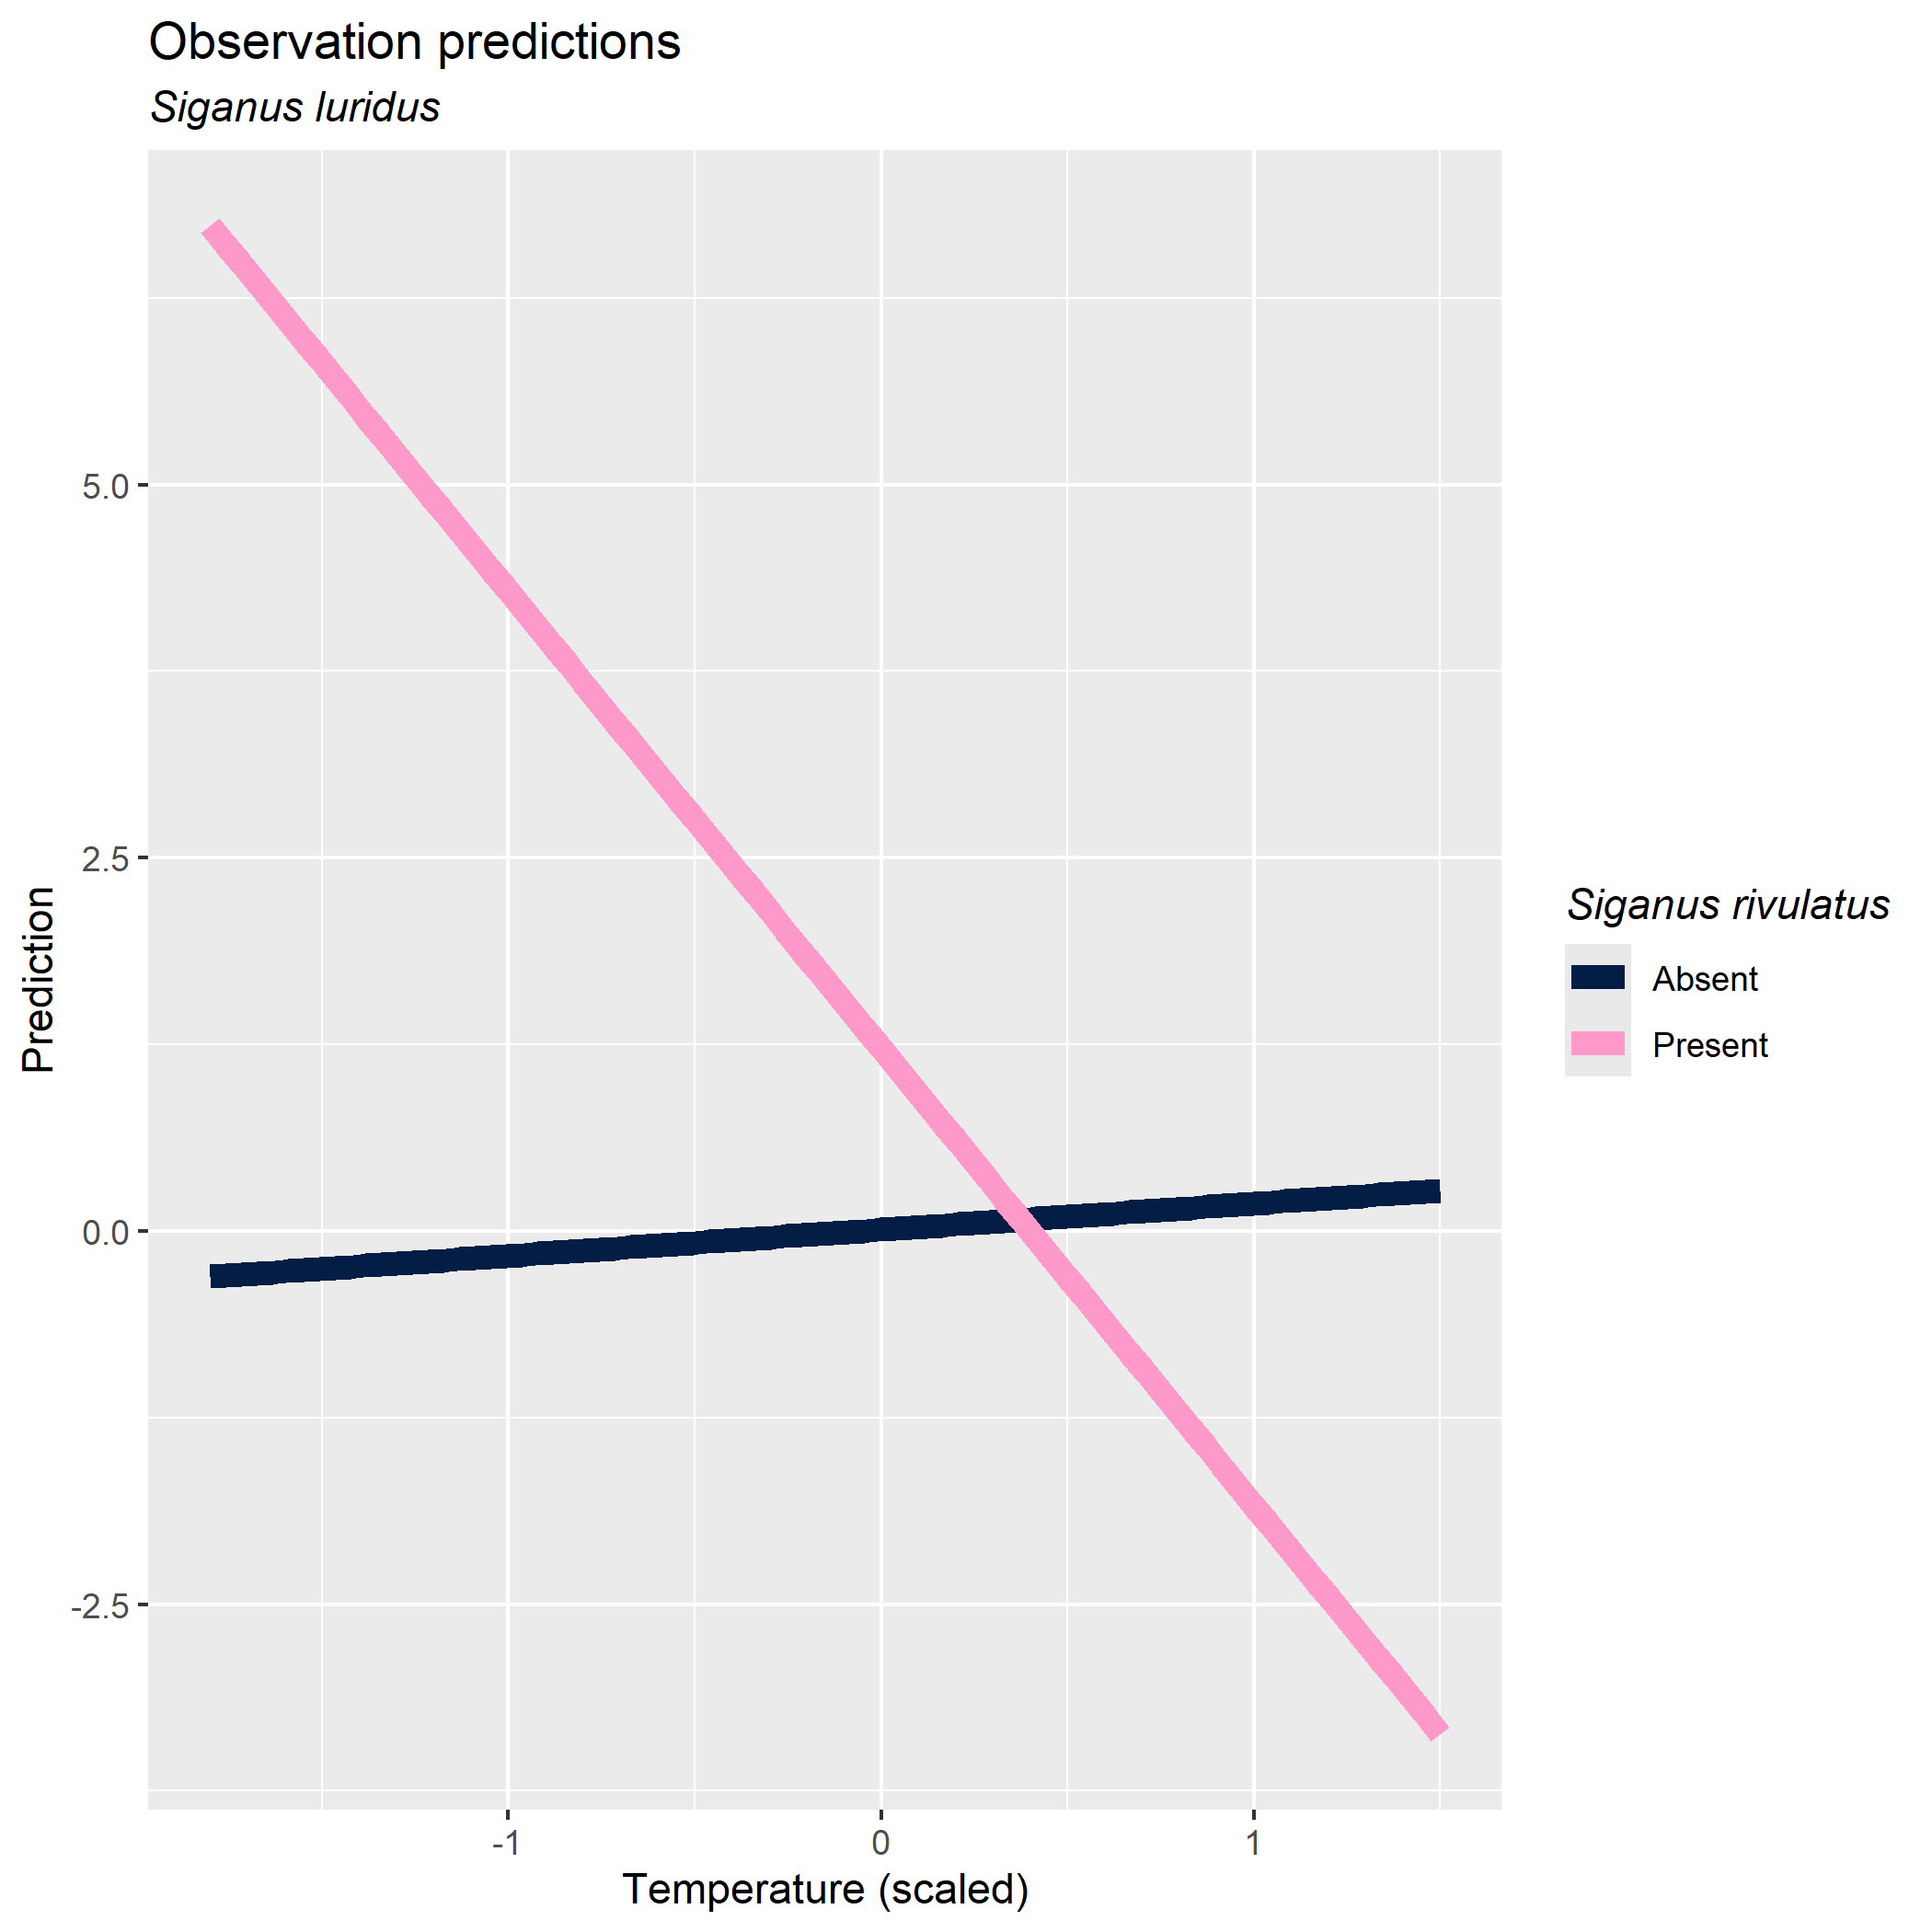 Observation predictions
Siganus luridus
5.0
2.5
0.0
-2.5
Prediction
-1
0
1
Temperature (scaled)
Siganus rivulatus
Absent
Present